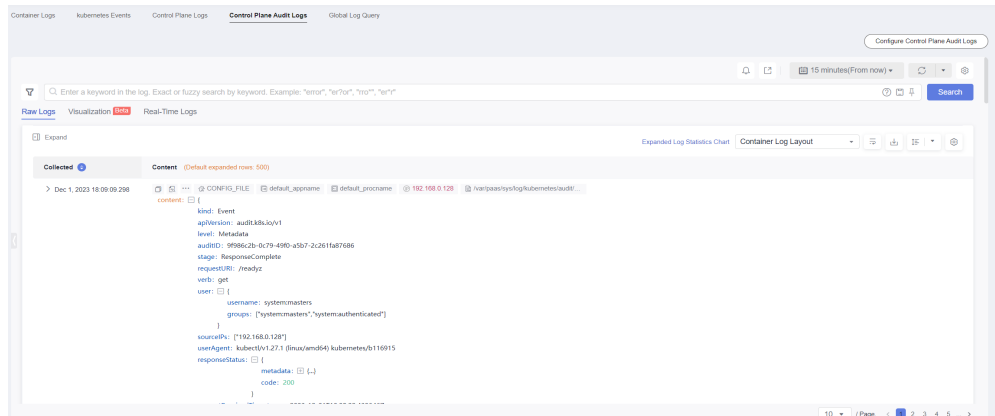 Container Logs kubernetes Events Control Plane Logs Control Plane Audit Logs Global Log Query
Configure Control Plane Audit Logs
15 minutes(From now)
Enter a keyword in the log. Exact or fuzzy search by keyword. Example: "error", "er?or", "rro*", "er*r"
Search
Raw Logs Visualization Beta Real-Time Logs
Expand
Expanded Log Statistics Chart Container Log Layout
Collected Content (Default expanded rows 500)
Dec 1, 2023 18:09:09.298 CONFIG_FILE default_appname default_procname 192.168.0.128 /var/paas/sys/log/kubernetes/audit/...
content: {
kind: Event
apiVersion: audit.k8s.io/v1
level: Metadata
auditID: 9f986c2b-0c79-49f0-a5b7-2c261fa87686
stage: ResponseComplete
requestURI: /readyz
verb: get
user: {
username: system:masters
groups: ["system:masters","system:authenticated"]
}
sourceIPs: ["192.168.0.128"]
userAgent: kubectl/v1.27.1 (linux/amd64) kubernetes/b116915
responseStatus: {
metadata: {...}
code: 200
}
10 /Page < 1 2 3 4 5 ... >